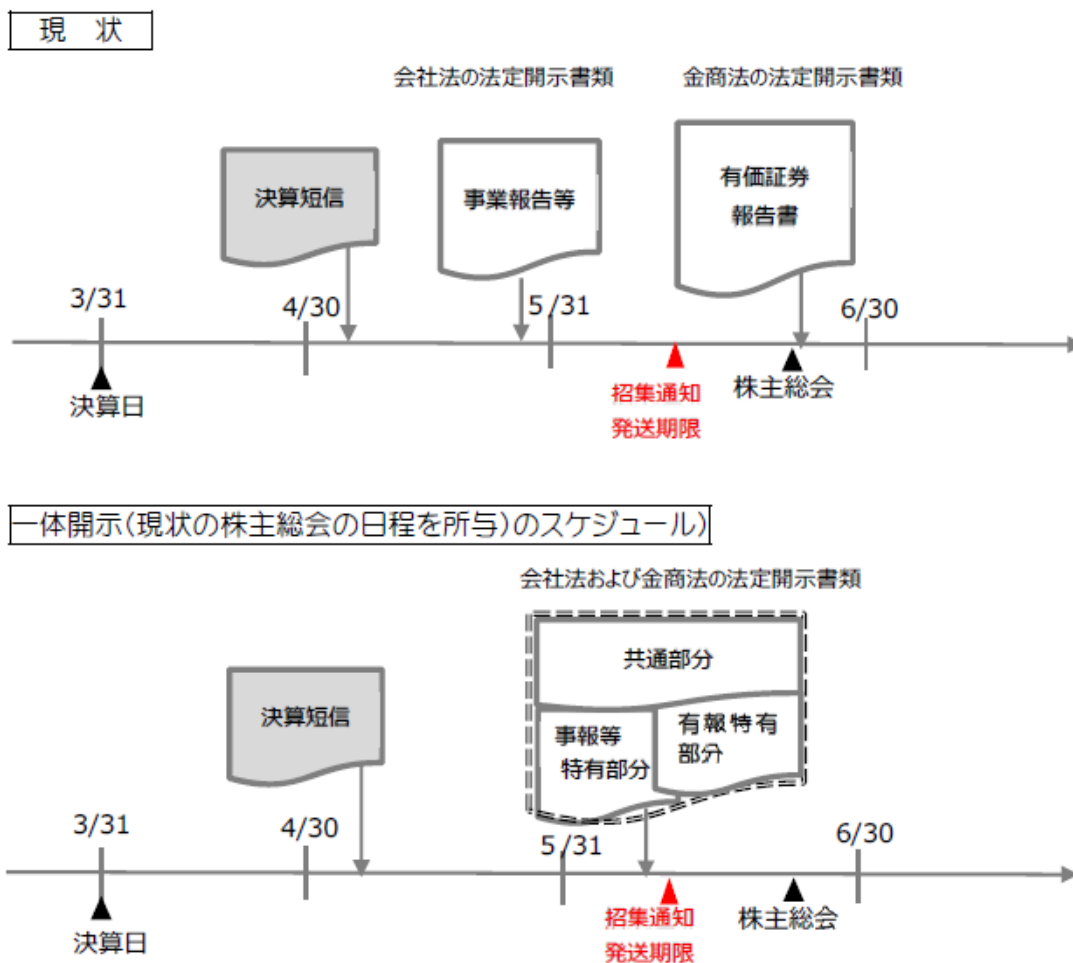 現 状
会社法の法定開示書類
金商法の法定開示書類
決算短信
事業報告等
有価証券
報告書
3/31
4/30
5/31
6/30
決算日
招集通知
発送期限
株主総会
一体開示(現状の株主総会の日程を所与)のスケジュール)
会社法および金商法の法定開示書類
共通部分
決算短信
事報等
特有部分
有報特有
部分
3/31
4/30
5/31
6/30
決算日
招集通知
発送期限
株主総会